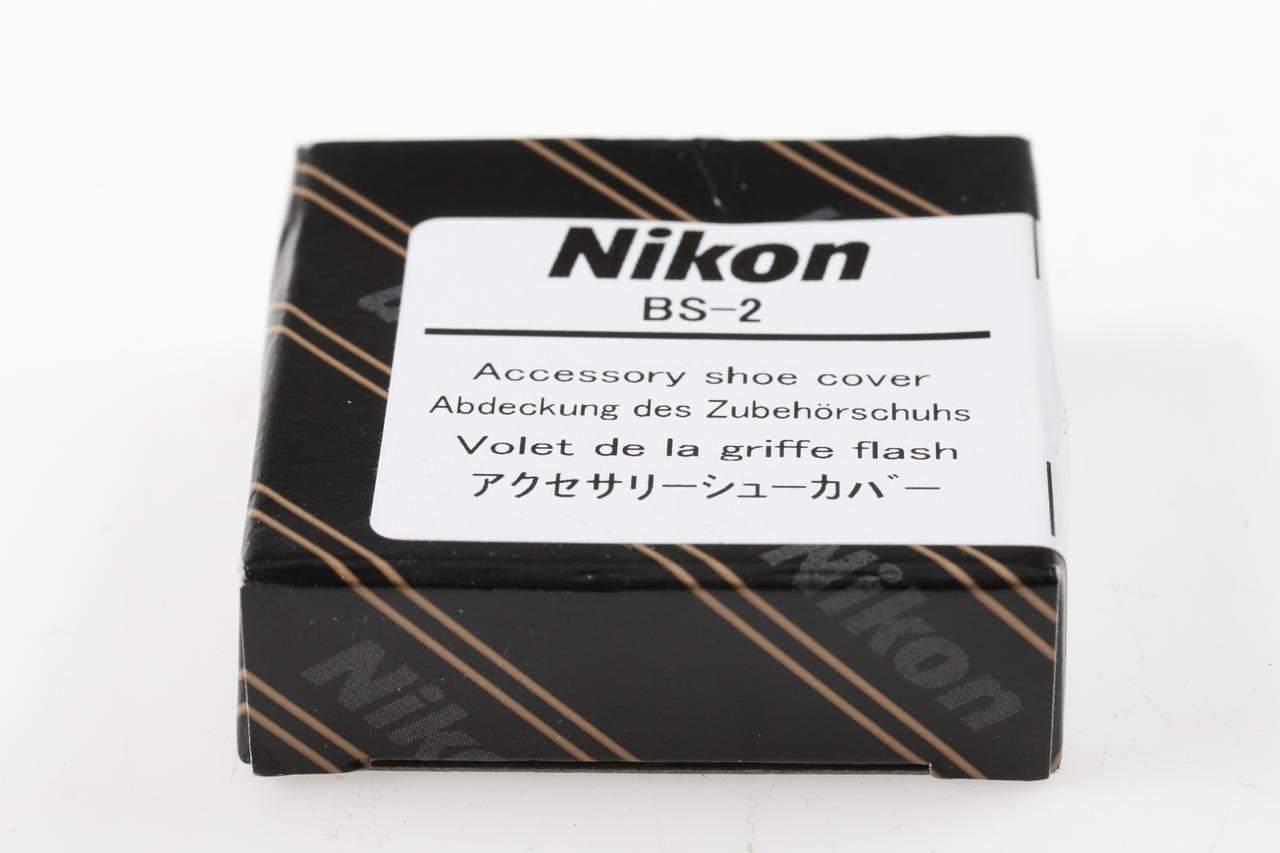 Nikon
BS-2
Accessory shoe cover
Abdeckung des Zubehörschuhs
Volet de la griffe flash
アクセサリーシューカバー
Nikon
Nikon